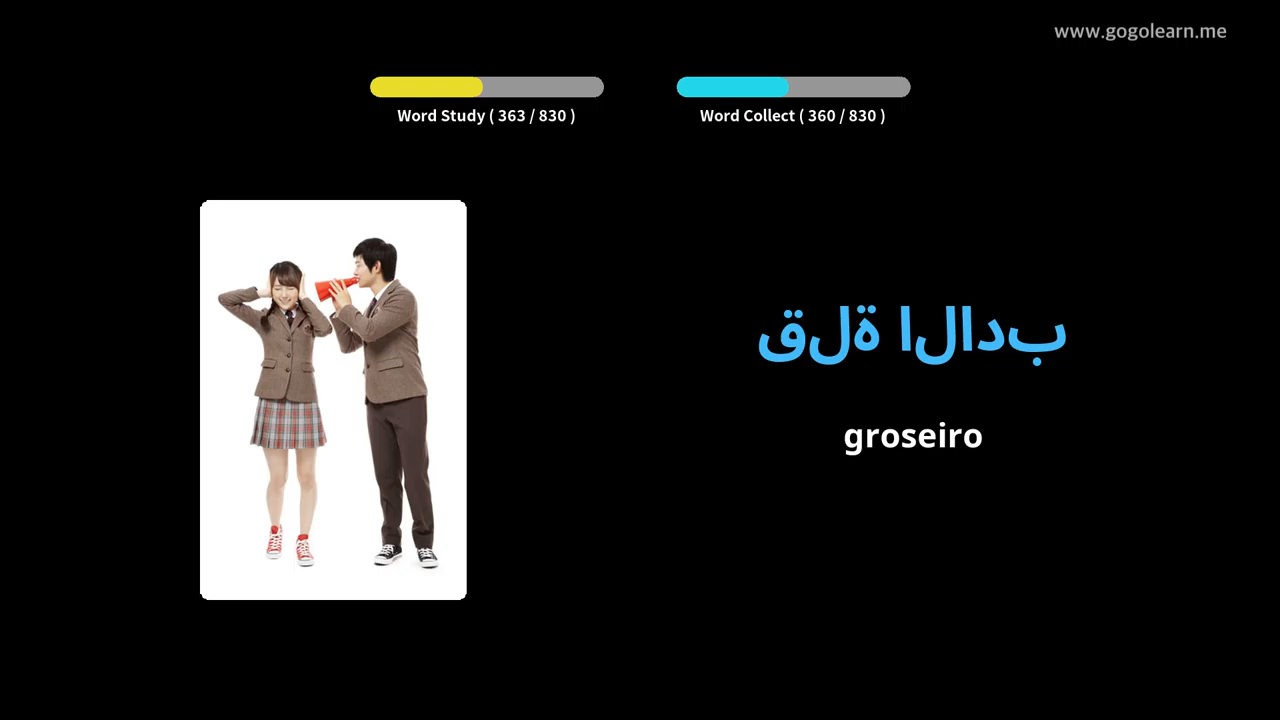 www.gogolearn.me
Word Study ( 363 / 830 )
Word Collect ( 360 / 830 )
قلة الادب
groseiro